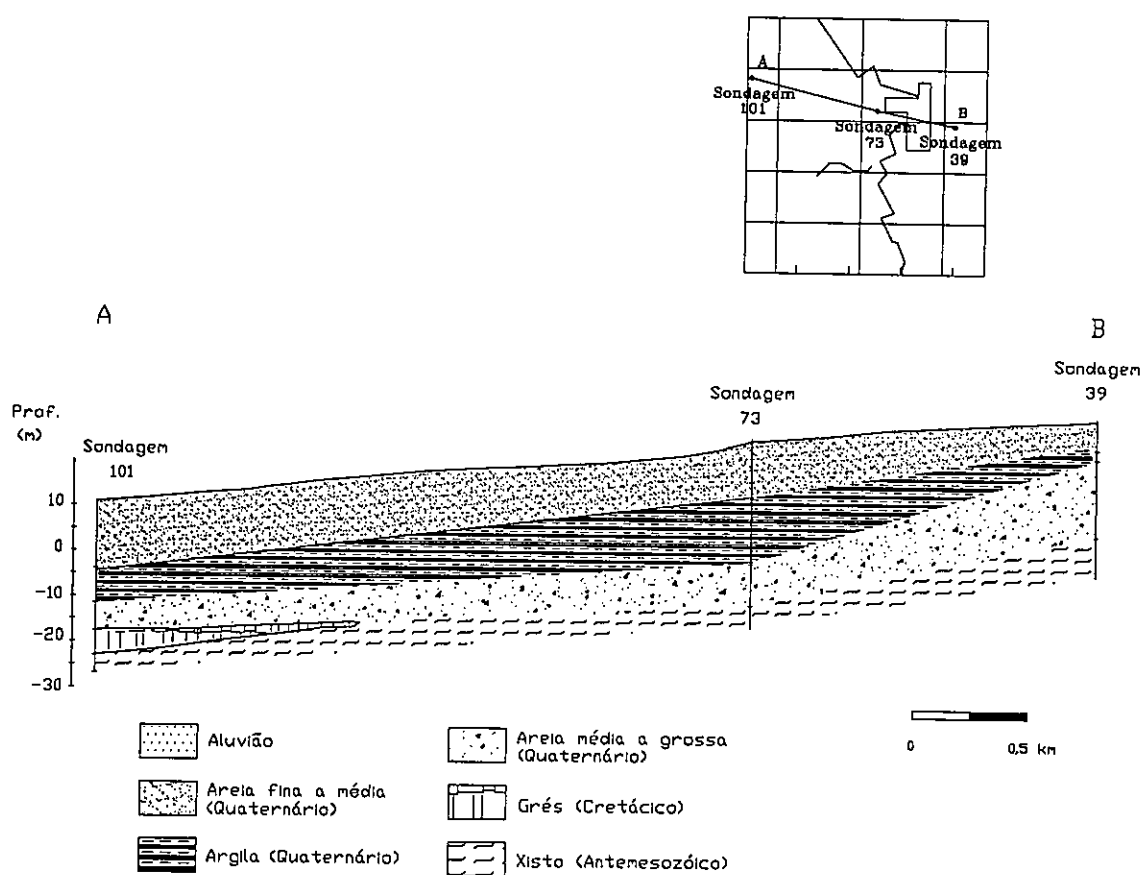 A
Sondagem
101
Sondagem
73
B
Sondagem
39
A
B
Sondagem
39
Sondagem
73
Prof.
(m)
Sondagem
101
10
0
-10
-20
-30
Aluvião
Areia média a grossa
(Quaternário)
0 0,5 km
Areia fina a média
(Quaternário)
Grés (Cretácico)
Argila (Quaternário)
Xisto (Antemesozóico)